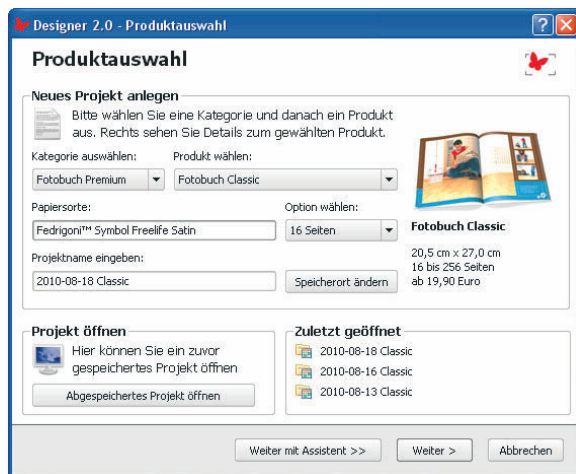 Designer 2.0 - Produktauswahl
Produktauswahl
Neues Projekt anlegen
Bitte wählen Sie eine Kategorie und danach ein Produkt
aus. Rechts sehen Sie Details zum gewählten Produkt.
Kategorie auswählen:
Produkt wählen:
Fotobuch Premium
Fotobuch Classic
Papiersorte:
Option wählen:
Fedrigoni™ Symbol Freelife Satin
16 Seiten
Projektname eingeben:
2010-08-18 Classic
Speicherort ändern
Fotobuch Classic
20,5 cm x 27,0 cm
16 bis 256 Seiten
ab 19,90 Euro
Projekt öffnen
Hier können Sie ein zuvor
gespeichertes Projekt öffnen
Abgespeichertes Projekt öffnen
Zuletzt geöffnet
2010-08-18 Classic
2010-08-16 Classic
2010-08-13 Classic
Weiter mit Assistent >>
Weiter >
Abbrechen